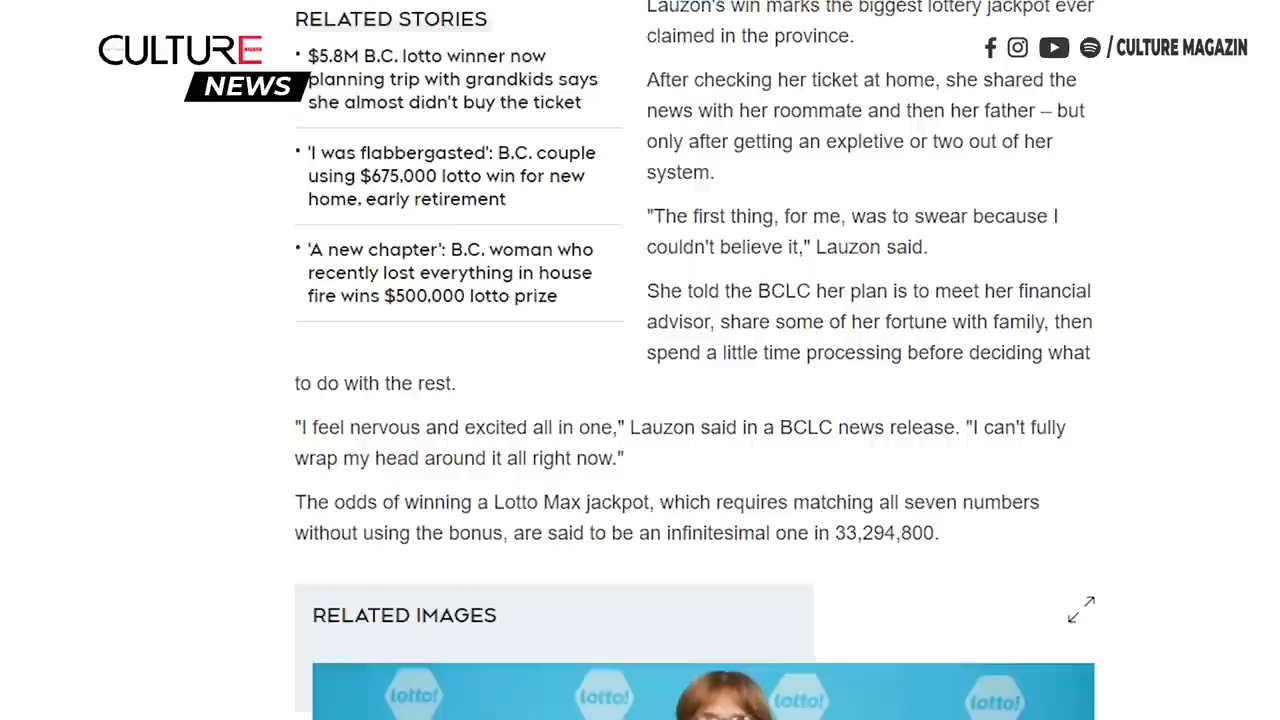 CULTURE
NEWS
/ CULTURE MAGAZIN
RELATED STORIES
• $5.8M B.C. lotto winner now
planning trip with grandkids says
she almost didn't buy the ticket
• 'I was flabbergasted': B.C. couple
using $675,000 lotto win for new
home, early retirement
• 'A new chapter': B.C. woman who
recently lost everything in house
fire wins $500,000 lotto prize
Lauzon's win marks the biggest lottery jackpot ever
claimed in the province.
After checking her ticket at home, she shared the
news with her roommate and then her father – but
only after getting an expletive or two out of her
system.
"The first thing, for me, was to swear because I
couldn't believe it," Lauzon said.
She told the BCLC her plan is to meet her financial
advisor, share some of her fortune with family, then
spend a little time processing before deciding what
to do with the rest.
"I feel nervous and excited all in one," Lauzon said in a BCLC news release. "I can't fully
wrap my head around it all right now."
The odds of winning a Lotto Max jackpot, which requires matching all seven numbers
without using the bonus, are said to be an infinitesimal one in 33,294,800.
RELATED IMAGES
lotto! lotto! lotto! lotto!